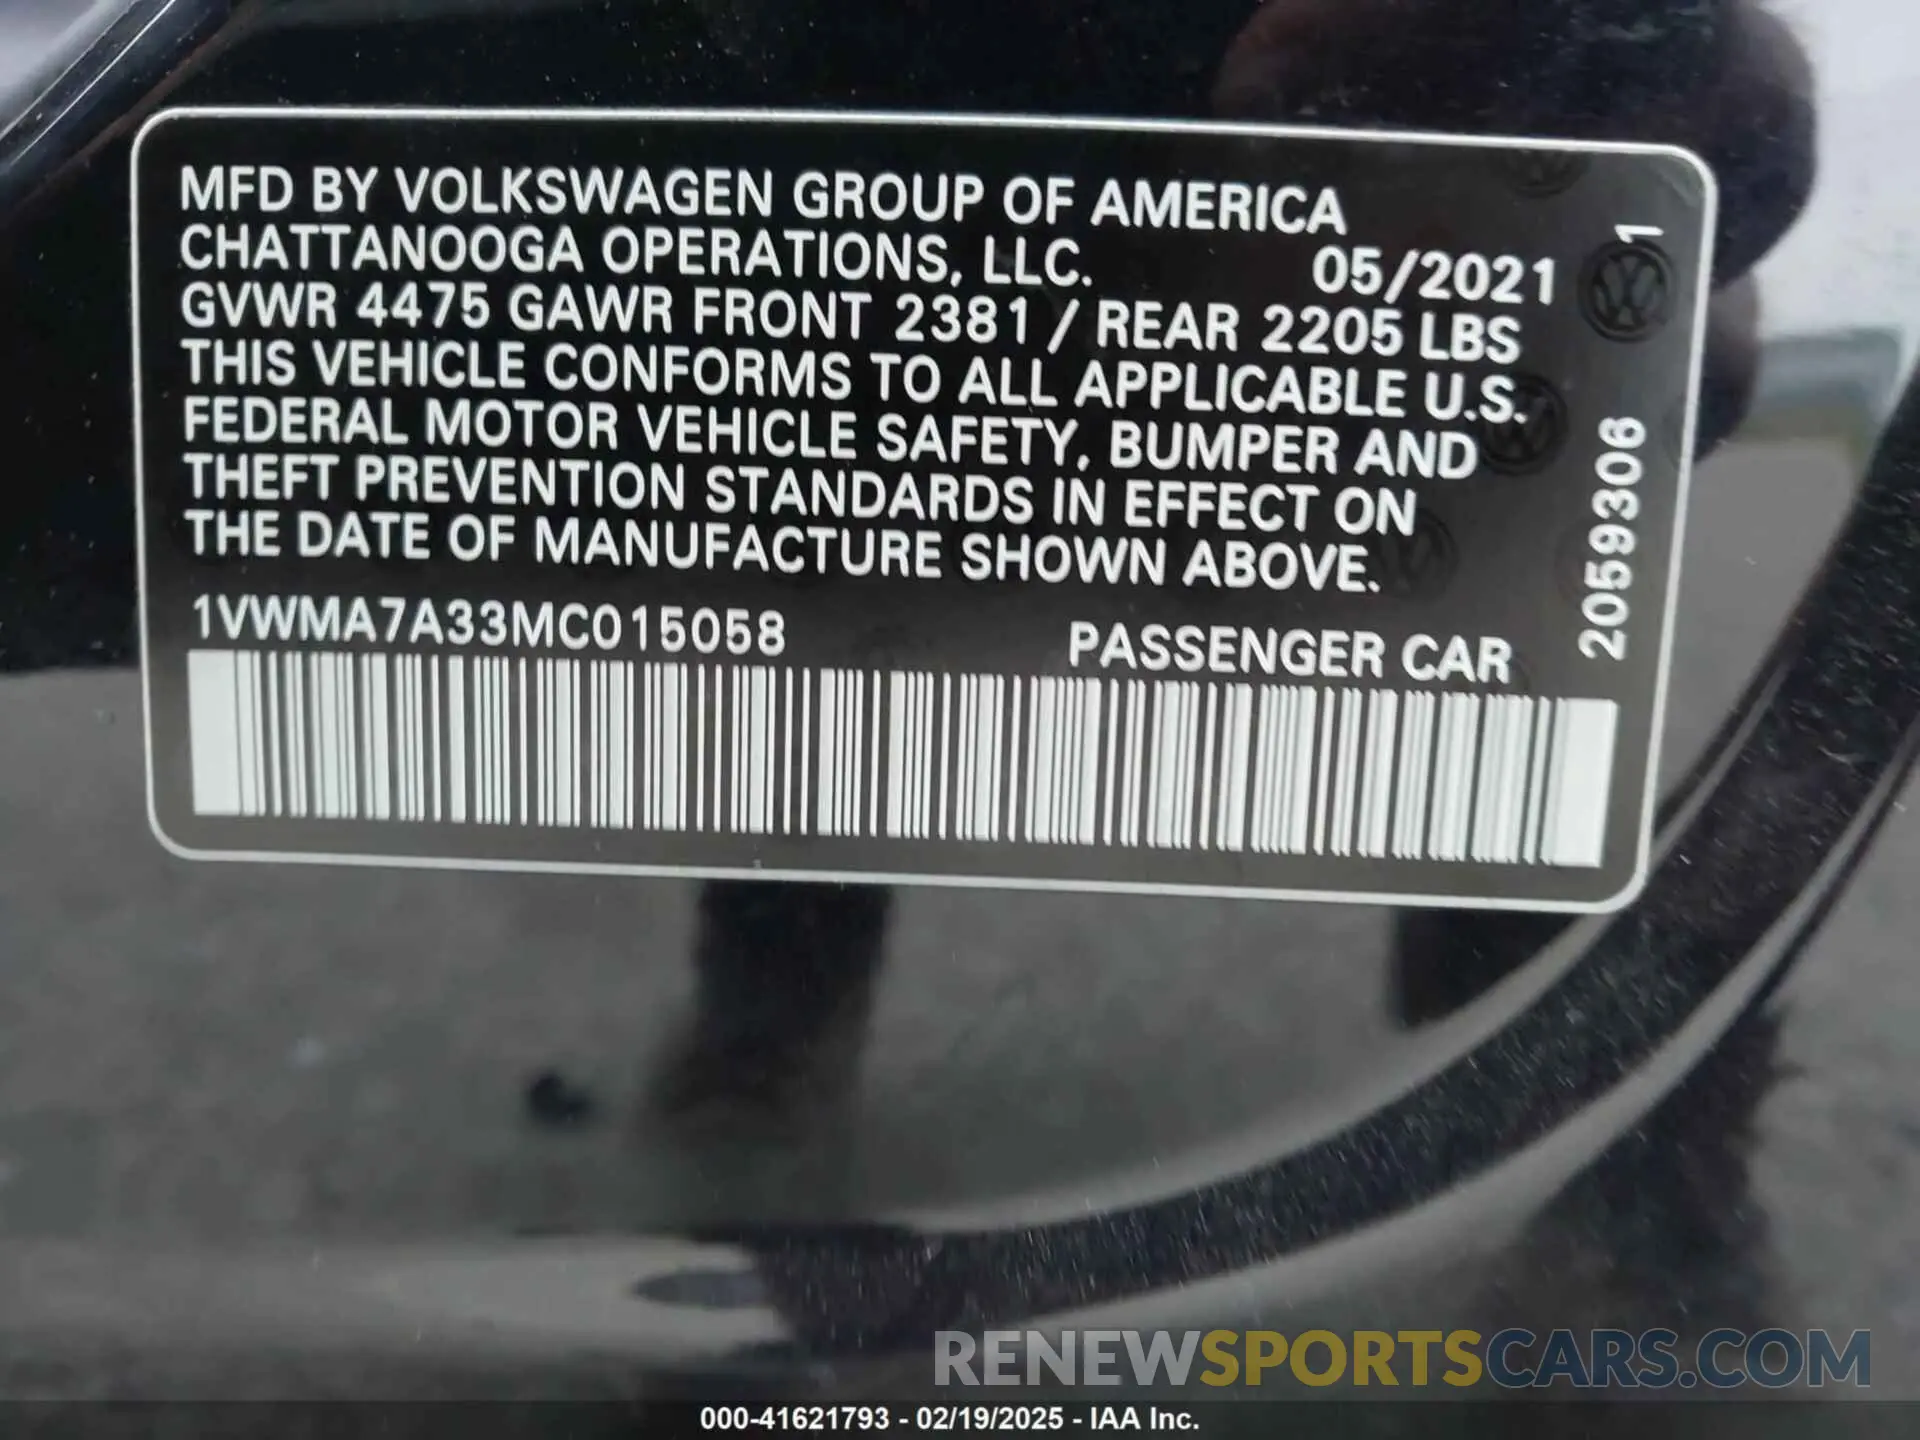 MFD BY VOLKSWAGEN GROUP OF AMERICA
CHATTANOOGA OPERATIONS, LLC. 05/2021
GVWR 4475 GAWR FRONT 2381 / REAR 2205 LBS
THIS VEHICLE CONFORMS TO ALL APPLICABLE U.S.
FEDERAL MOTOR VEHICLE SAFETY, BUMPER AND
THEFT PREVENTION STANDARDS IN EFFECT ON
THE DATE OF MANUFACTURE SHOWN ABOVE.
1VWMA7A33MC015058 PASSENGER CAR
2059306 1
RENEWSPORTSCARS.COM
000-41621793 - 02/19/2025 - IAA Inc.